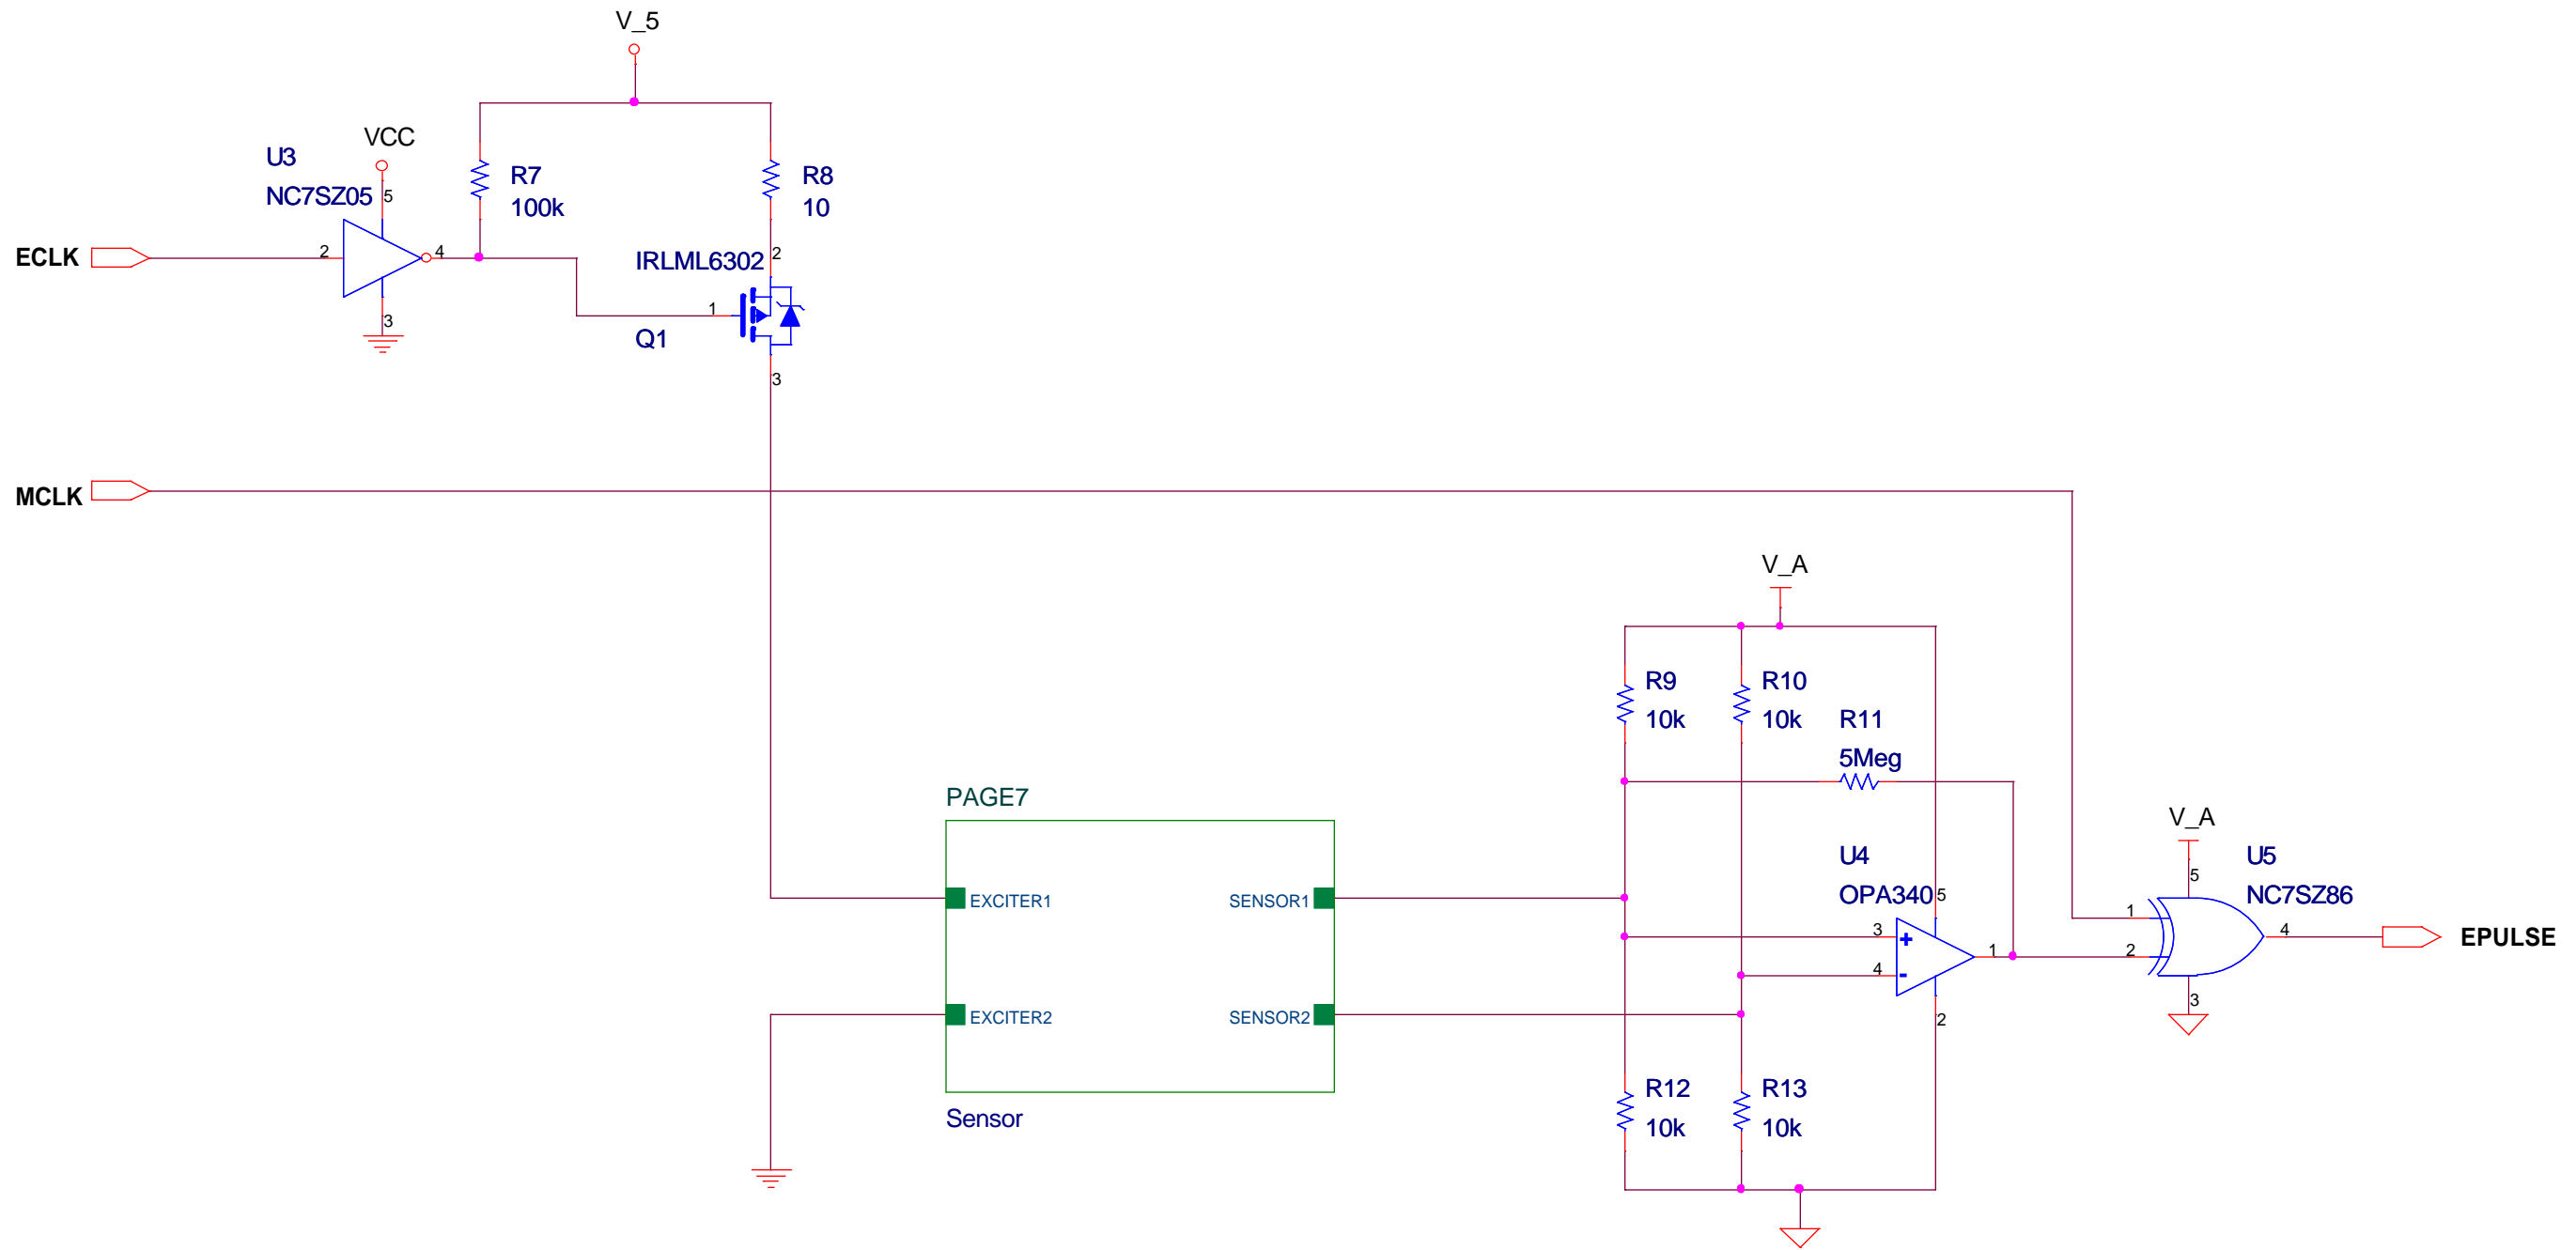 V_5
VCC
U3
NC7SZ05
5
R7
100k
R8
10
ECLK
2
4
3
IRLML6302
2
1
Q1
3
MCLK
V_A
R9
10k
R10
10k
R11
5Meg
PAGE7
EXCITER1
SENSOR1
EXCITER2
SENSOR2
Sensor
U4
OPA340
5
3
+
4
-
1
2
R12
10k
R13
10k
V_A
U5
NC7SZ86
5
1
2
4
3
EPULSE